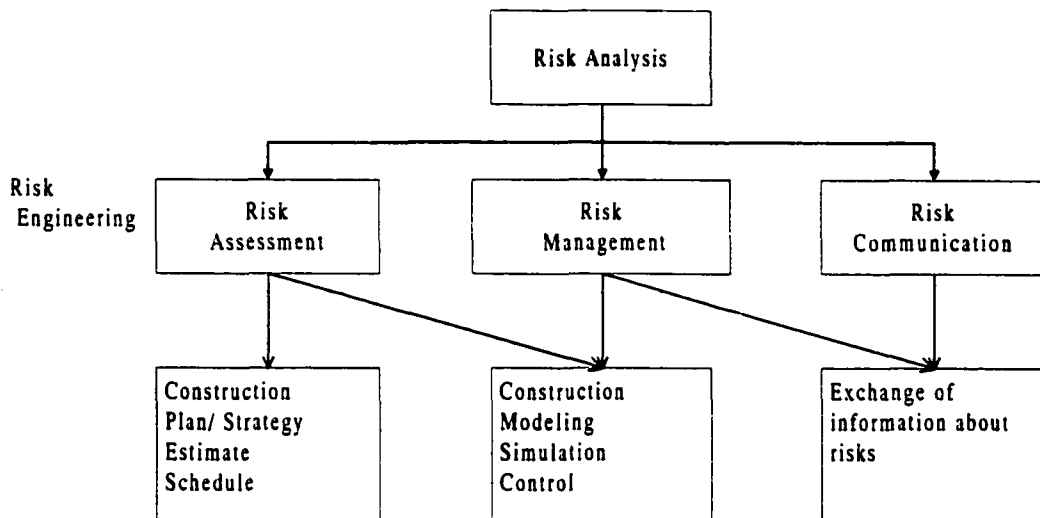 Risk Analysis
Risk
Engineering
Risk
Assessment
Risk
Management
Risk
Communication
Construction
Plan/ Strategy
Estimate
Schedule
Construction
Modeling
Simulation
Control
Exchange of
information about
risks